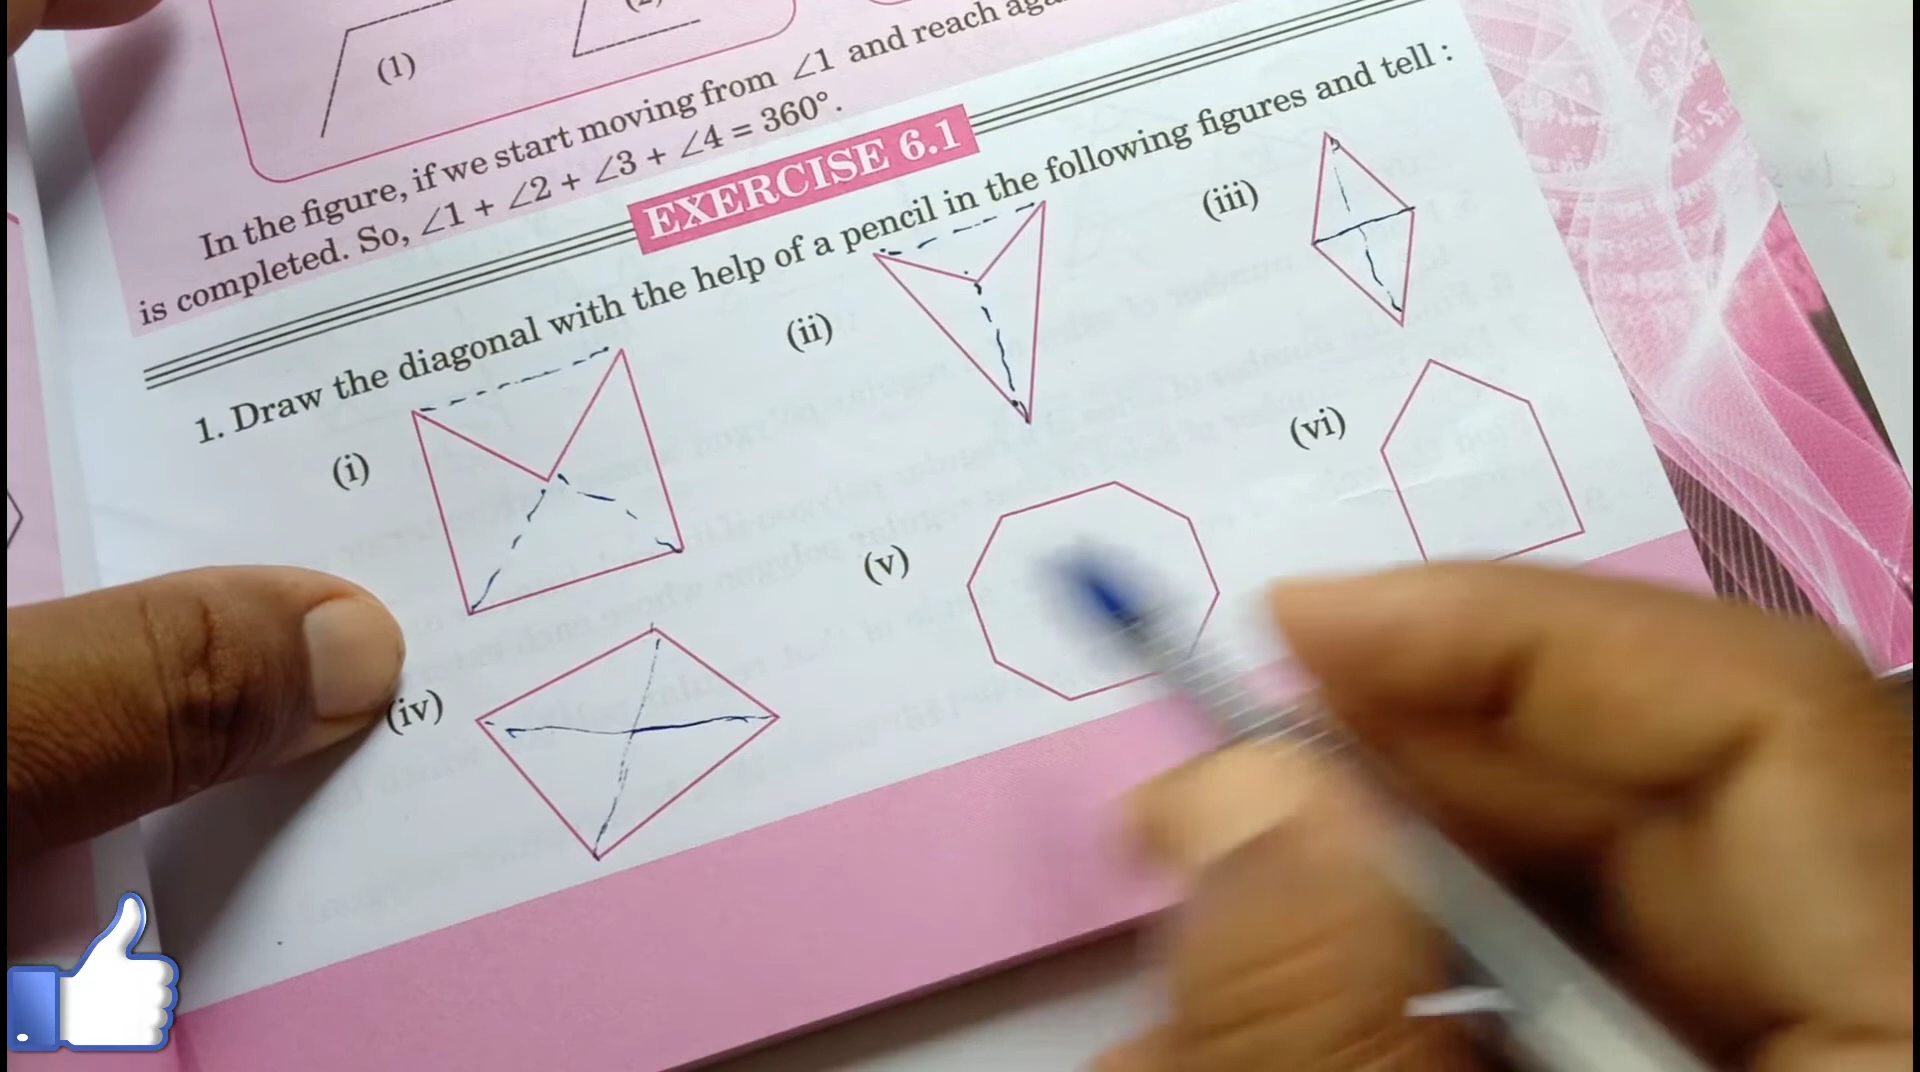 (1)
In the figure, if we start moving from ∠1 and reach
is completed. So, ∠1 + ∠2 + ∠3 + ∠4 = 360°.
EXERCISE 6.1
1. Draw the diagonal with the help of a pencil in the following figures and tell :
(i)
(ii)
(iii)
(iv)
(v)
(vi)